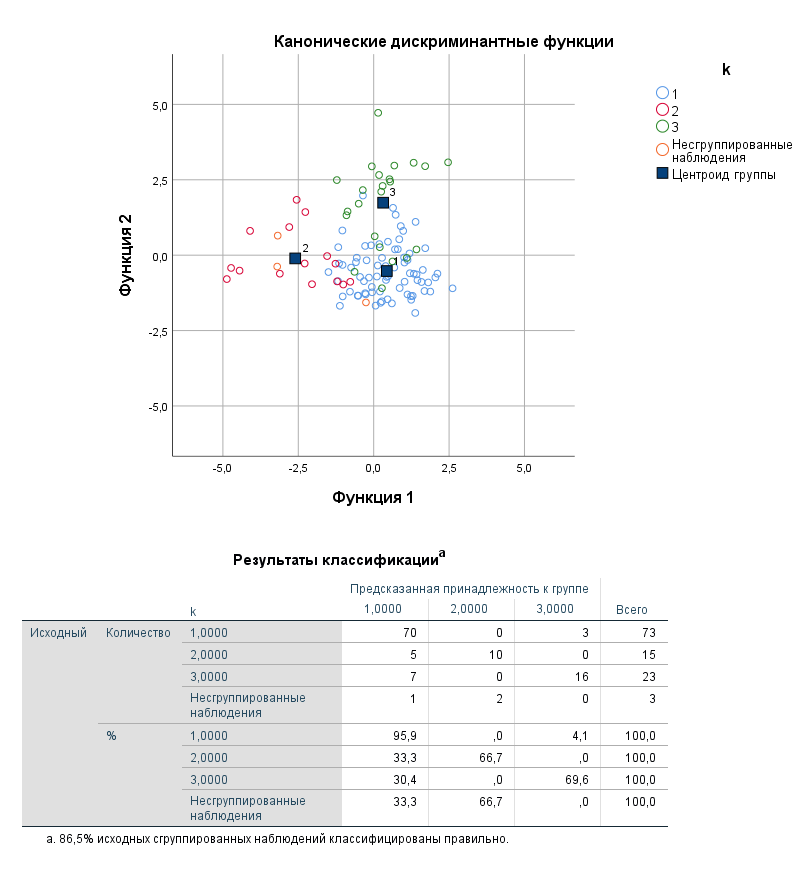 Канонические дискриминантные функции
k
1
2
3
Несгруппированные
наблюдения
Центроид группы
5,0
2,5
0,0
-2,5
-5,0
Функция 2
3
2
1
-5,0 -2,5 0,0 2,5 5,0
Функция 1
Результаты классификацииa
Предсказанная принадлежность к группе
k 1,0000 2,0000 3,0000 Всего
Исходный Количество 1,0000 70 0 3 73
2,0000 5 10 0 15
3,0000 7 0 16 23
Несгруппированные
наблюдения 1 2 0 3
% 1,0000 95,9 ,0 4,1 100,0
2,0000 33,3 66,7 ,0 100,0
3,0000 30,4 ,0 69,6 100,0
Несгруппированные
наблюдения 33,3 66,7 ,0 100,0
a. 86,5% исходных сгруппированных наблюдений классифицированы правильно.